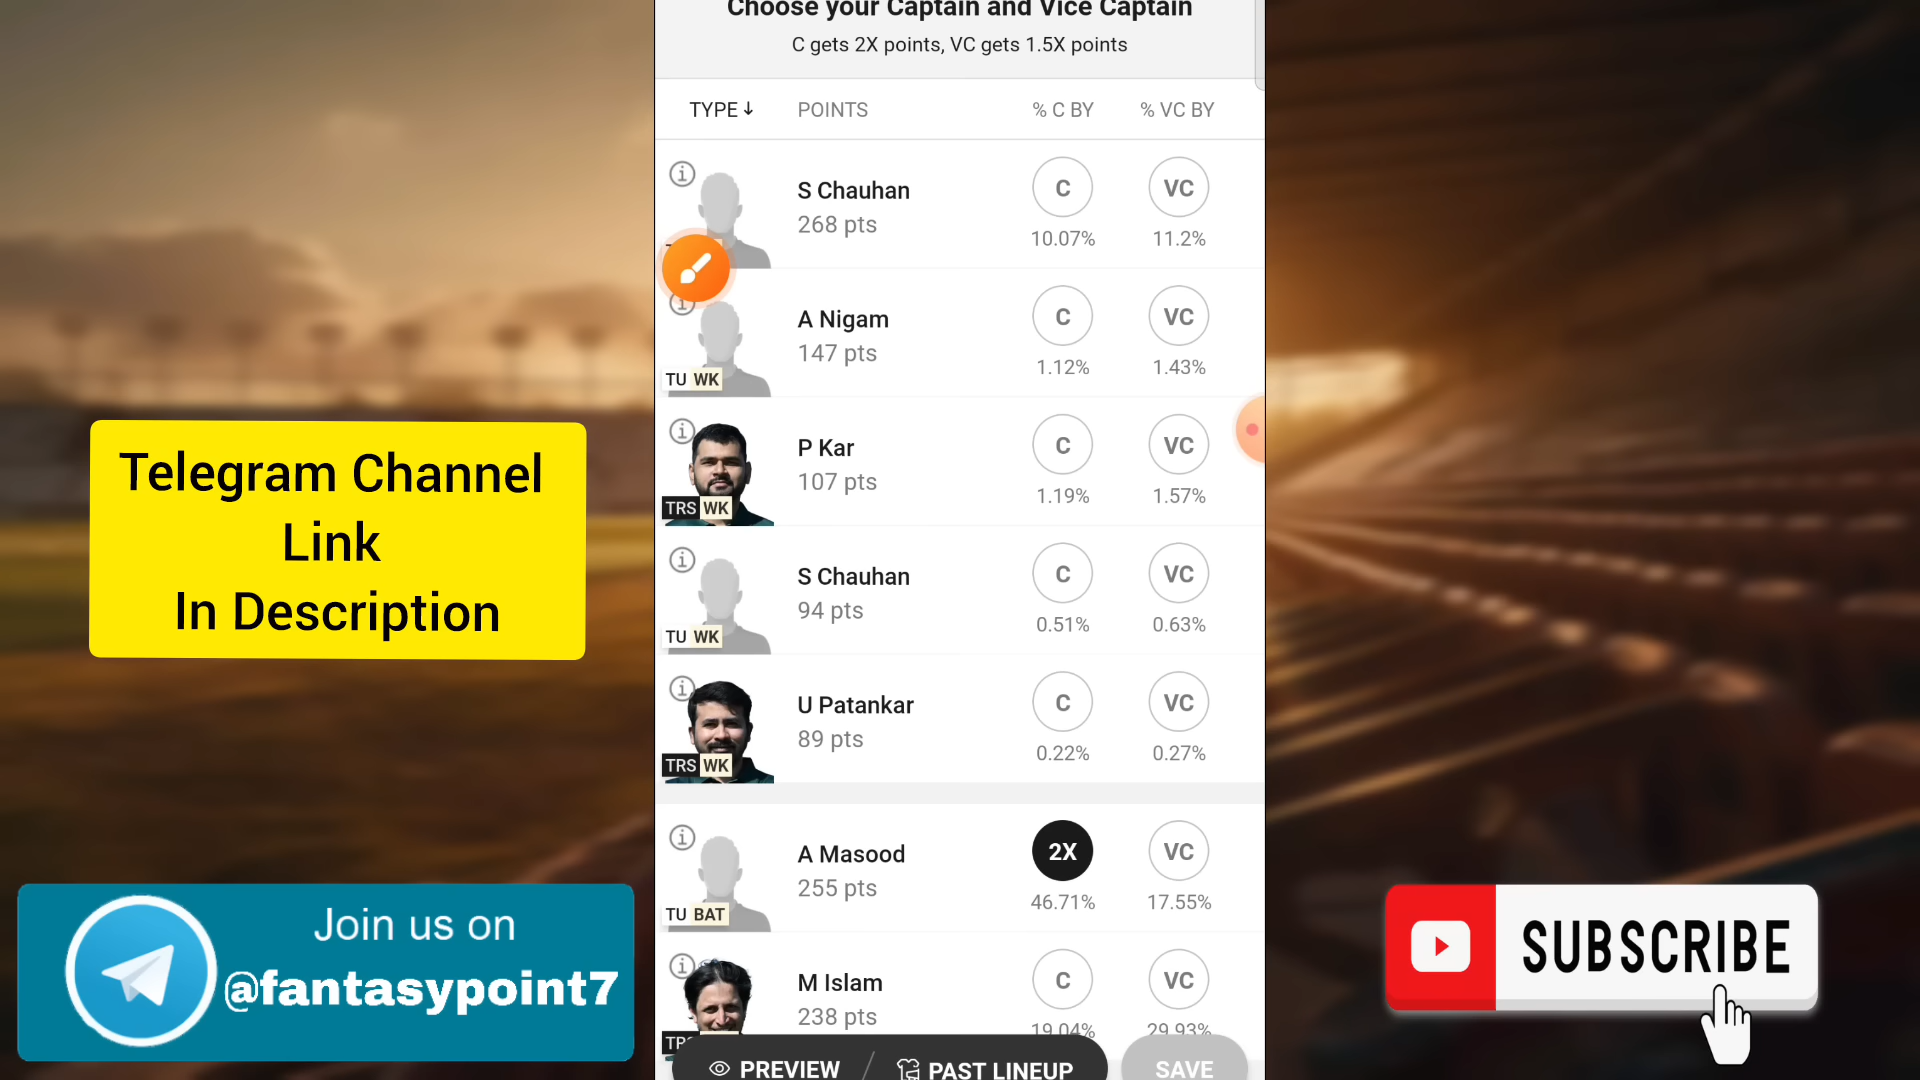 Choose your Captain and Vice Captain
C gets 2X points, VC gets 1.5X points
TYPE↓ POINTS % C BY % VC BY
S Chauhan C VC
268 pts 10.07% 11.2%
A Nigam C VC
147 pts 1.12% 1.43%
TU WK
P Kar C VC
107 pts 1.19% 1.57%
TRS WK
S Chauhan C VC
94 pts 0.51% 0.63%
TU WK
U Patankar C VC
89 pts 0.22% 0.27%
TRS WK
A Masood 2X VC
255 pts 46.71% 17.55%
TU BAT
M Islam C VC
238 pts 19.04% 29.93%
PREVIEW / PAST LINEUP SAVE
Telegram Channel
Link
In Description
Join us on
@fantasypoint7
SUBSCRIBE